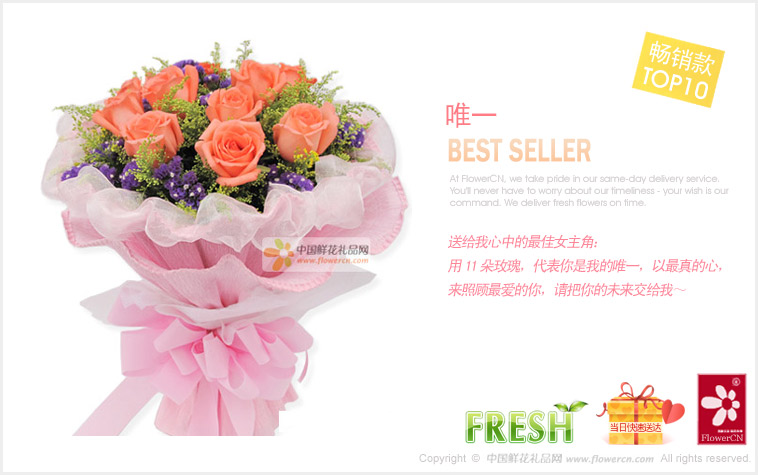 畅销款
TOP10
唯一
BEST SELLER
At FlowerCN, we take pride in our same-day delivery service.
You'll never have to worry about our timeliness - your wish is our
command. We deliver fresh flowers on time.
送给我心中的最佳女主角:
用 11 朵玫瑰，代表你是我的唯一，以最真的心，
来照顾最爱的你，请把你的未来交给我～
中国鲜花礼品网
www.flowercn.com
FRESH
当日快速送达
FlowerCN
Copyright © 中国鲜花礼品网 www.flowercn.com All rights reserved.